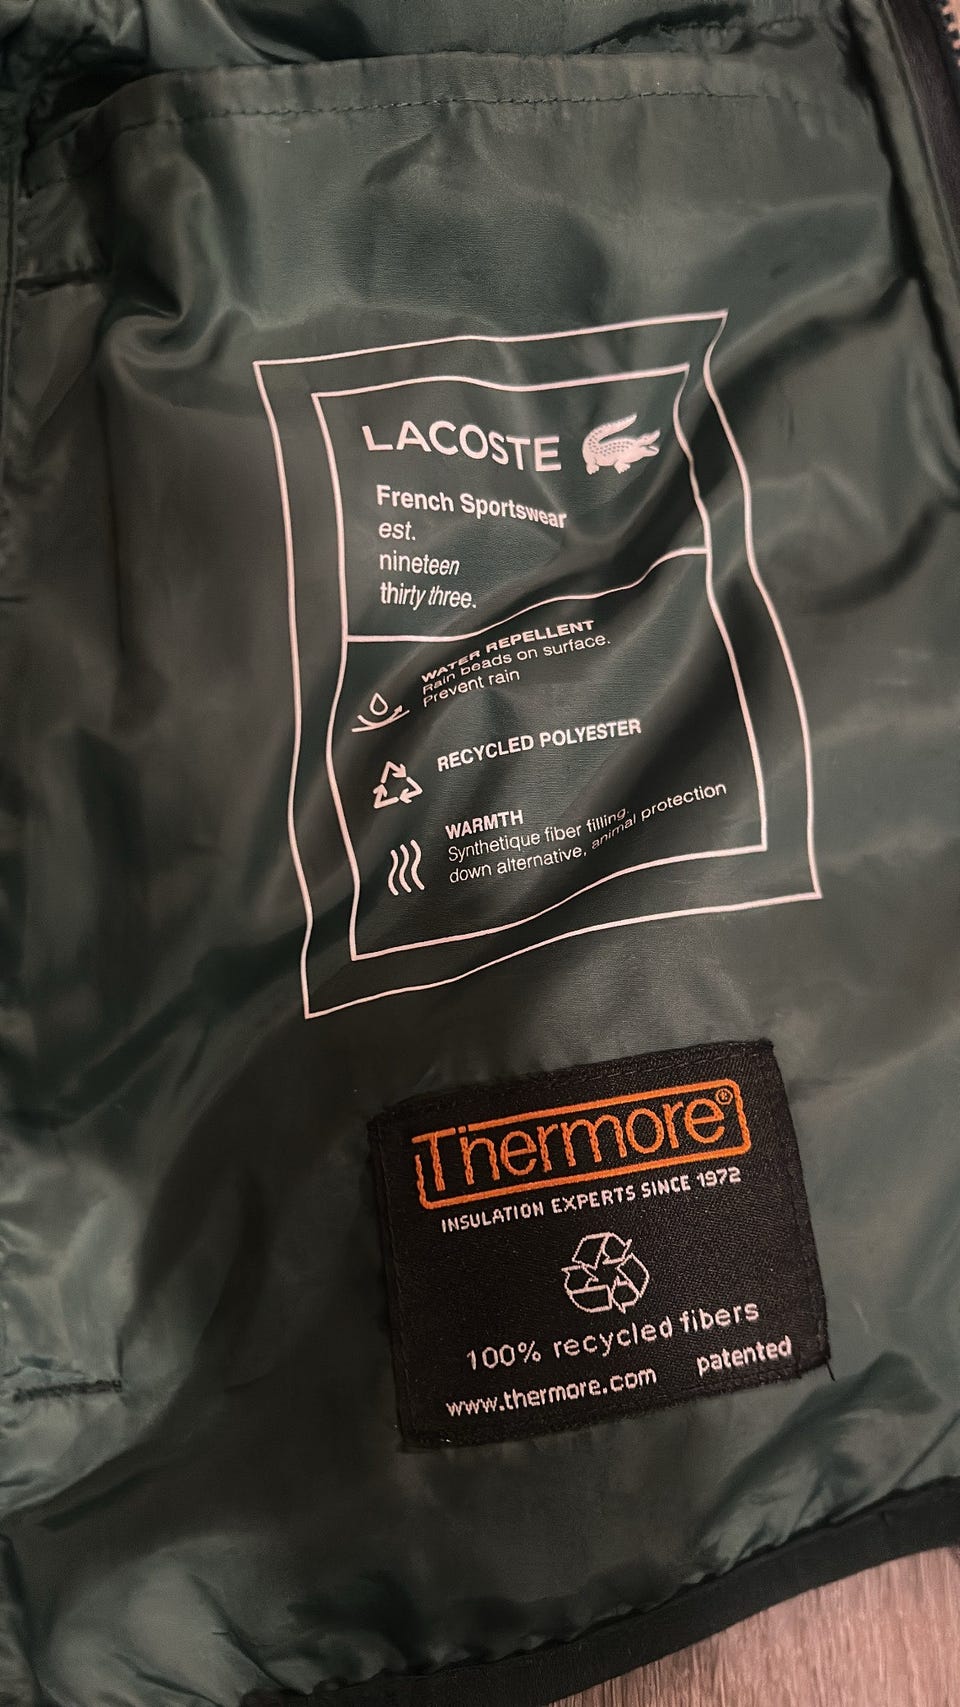 LACOSTE
French Sportswear
est.
nineteen
thirty three.
WATER REPELLENT
Rain beads on surface.
Prevent rain
RECYCLED POLYESTER
WARMTH
Synthetique fiber filling,
down alternative, animal protection
Thermore®
INSULATION EXPERTS SINCE 1972
100% recycled fibers
www.thermore.com patented